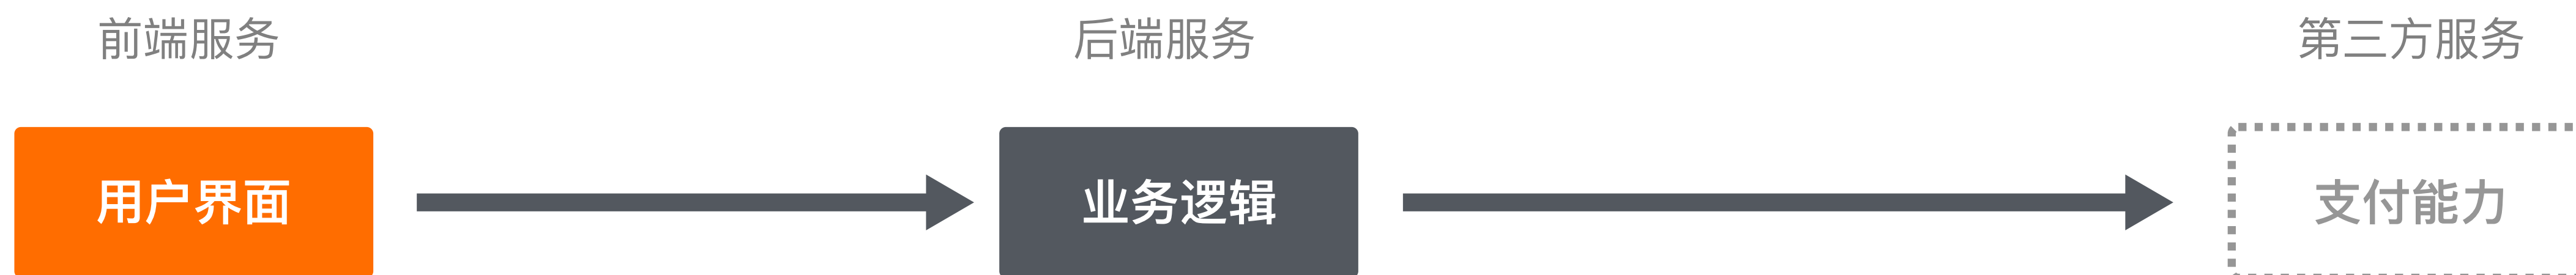 前端服务
后端服务
第三方服务
用户界面
业务逻辑
支付能力